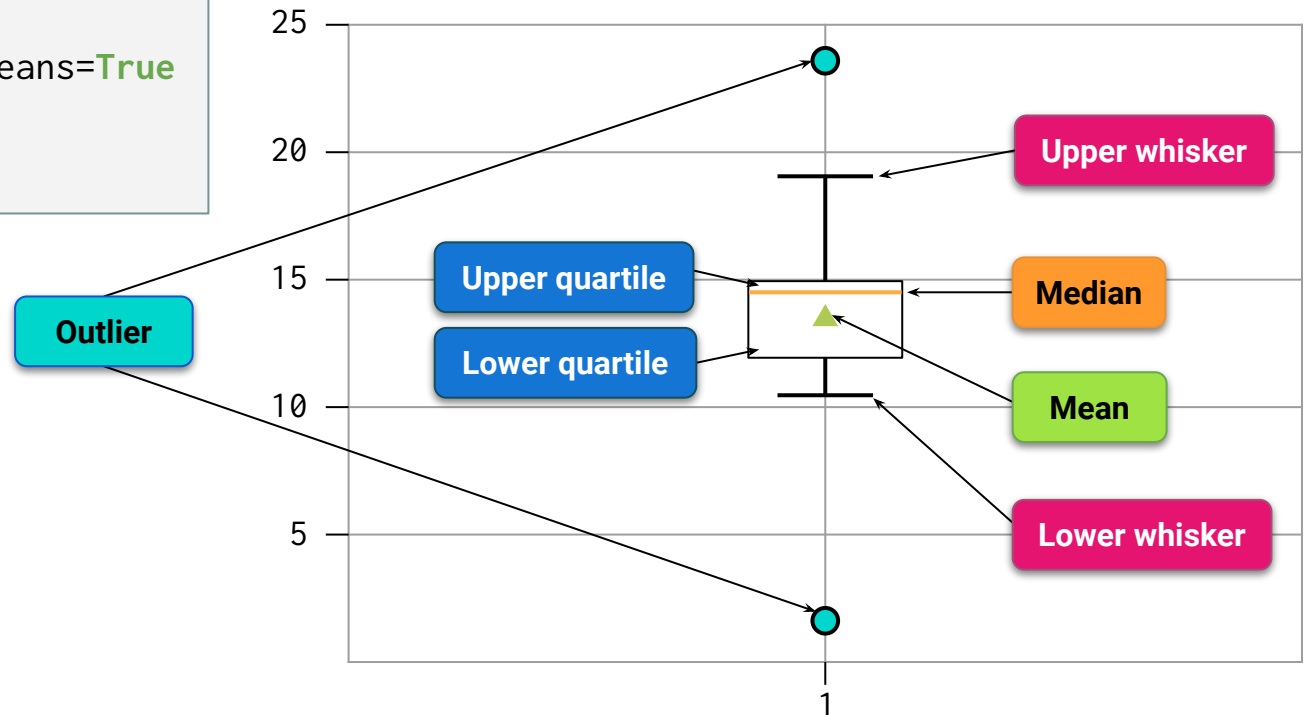 eans=True
25
20
15
10
5
1
Outlier
Upper quartile
Lower quartile
Upper whisker
Median
Mean
Lower whisker